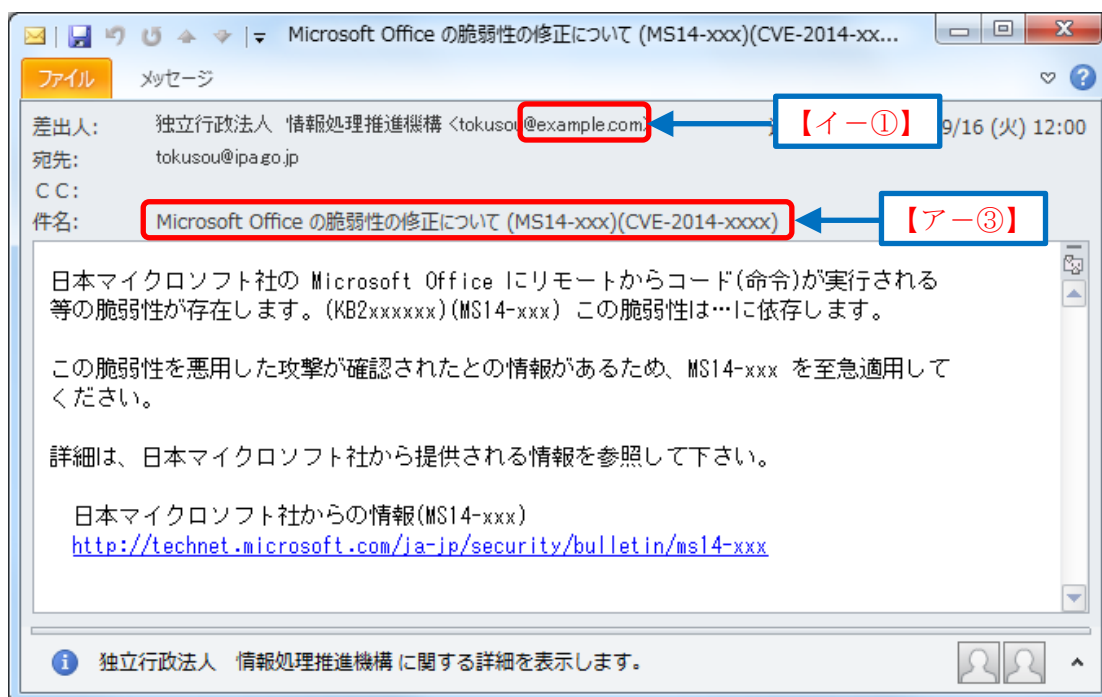 Microsoft Office の脆弱性の修正について (MS14-xxx)(CVE-2014-xx...
ファイル メッセージ
差出人: 独立行政法人 情報処理推進機構 <tokusou@example.com> 【イー①】 9/16 (火) 12:00
宛先: tokusou@ipa.go.jp
CC:
件名: Microsoft Office の脆弱性の修正について (MS14-xxx)(CVE-2014-xxxx) 【アー③】
日本マイクロソフト社の Microsoft Office にリモートからコード(命令)が実行される
等の脆弱性が存在します。(KB2xxxxxx)(MS14-xxx) この脆弱性は…に依存します。
この脆弱性を悪用した攻撃が確認されたとの情報があるため、MS14-xxx を至急適用して
ください。
詳細は、日本マイクロソフト社から提供される情報を参照して下さい。
日本マイクロソフト社からの情報(MS14-xxx)
http://technet.microsoft.com/ja-jp/security/bulletin/ms14-xxx
独立行政法人 情報処理推進機構 に関する詳細を表示します。